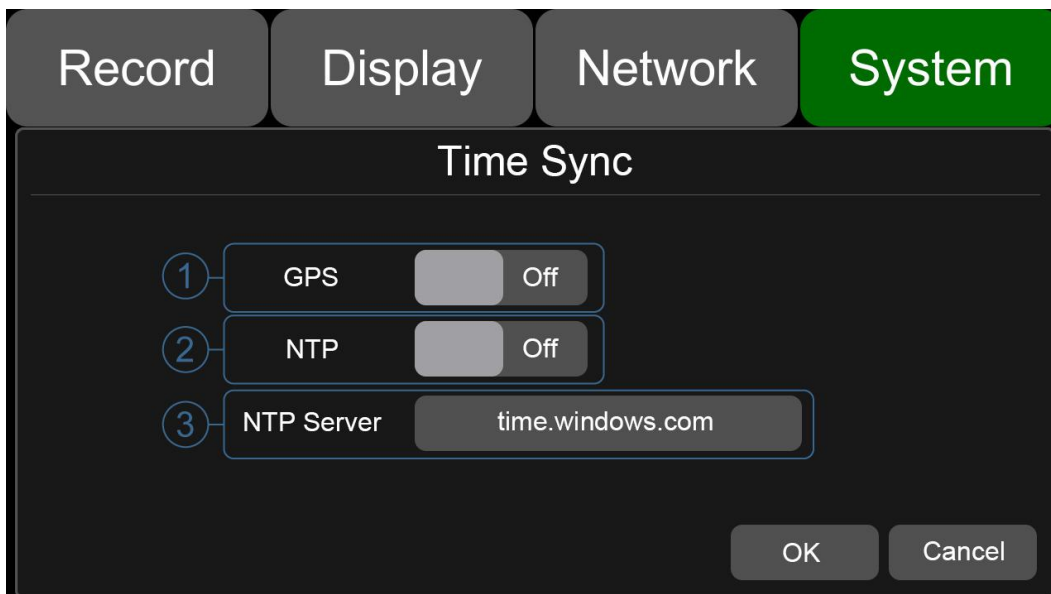 Record Display Network System
Time Sync
1 GPS Off
2 NTP Off
3 NTP Server time.windows.com
OK Cancel